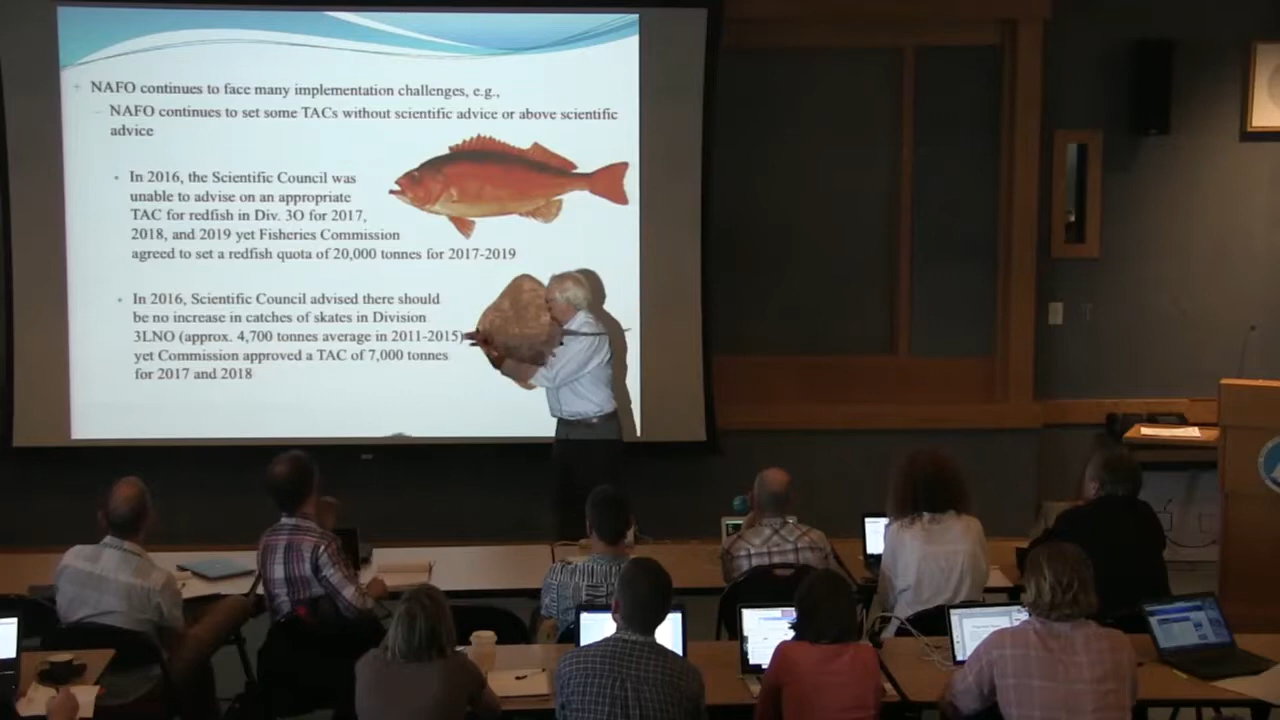 NAFO continues to face many implementation challenges, e.g.,
NAFO continues to set some TACs without scientific advice or above scientific
advice
In 2016, the Scientific Council was
unable to advise on an appropriate
TAC for redfish in Div. 3O for 2017,
2018, and 2019 yet Fisheries Commission
agreed to set a redfish quota of 20,000 tonnes for 2017-2019
In 2016, Scientific Council advised there should
be no increase in catches of skates in Division
3LNO (approx. 4,700 tonnes average in 2011-2015)
yet Commission approved a TAC of 7,000 tonnes
for 2017 and 2018